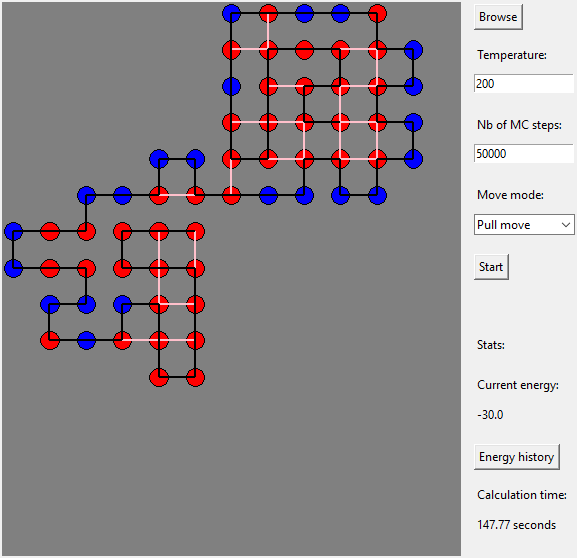 Browse
Temperature:
200
Nb of MC steps:
50000
Move mode:
Pull move
Start
Stats:
Current energy:
-30.0
Energy history
Calculation time:
147.77 seconds